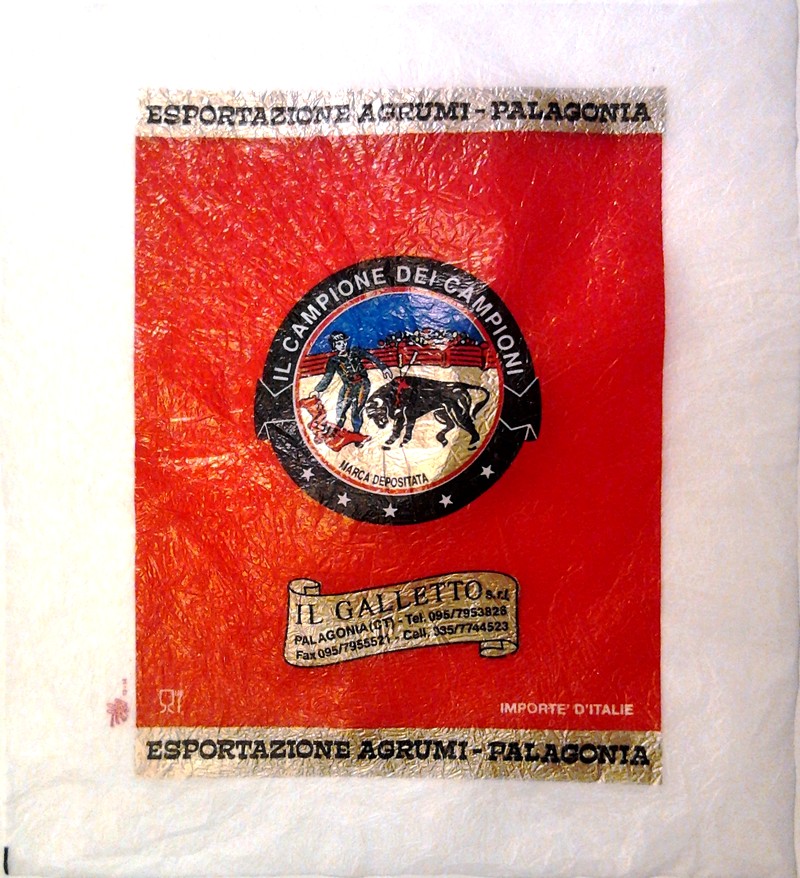 ESPORTAZIONE AGRUMI - PALAGONIA
IL CAMPIONE DEI CAMPIONI
MARCA DEPOSITATA
IL GALLETTO s.r.l.
PALAGONIA (CT) - Tel. 095/7953826
Fax 095/7955521 - Cell. 335/7744523
IMPORTE' D'ITALIE
ESPORTAZIONE AGRUMI - PALAGONIA